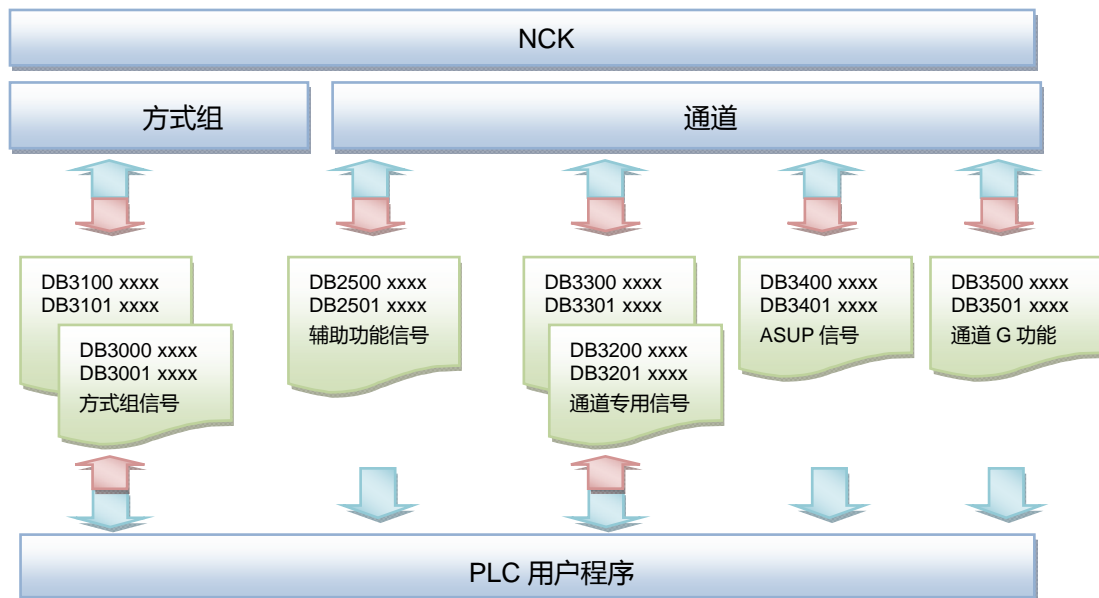 NCK
方式组
通道
DB3100 xxxx
DB3101 xxxx
DB3000 xxxx
DB3001 xxxx
方式组信号
DB2500 xxxx
DB2501 xxxx
辅助功能信号
DB3300 xxxx
DB3301 xxxx
DB3200 xxxx
DB3201 xxxx
通道专用信号
DB3400 xxxx
DB3401 xxxx
ASUP 信号
DB3500 xxxx
DB3501 xxxx
通道 G 功能
PLC 用户程序